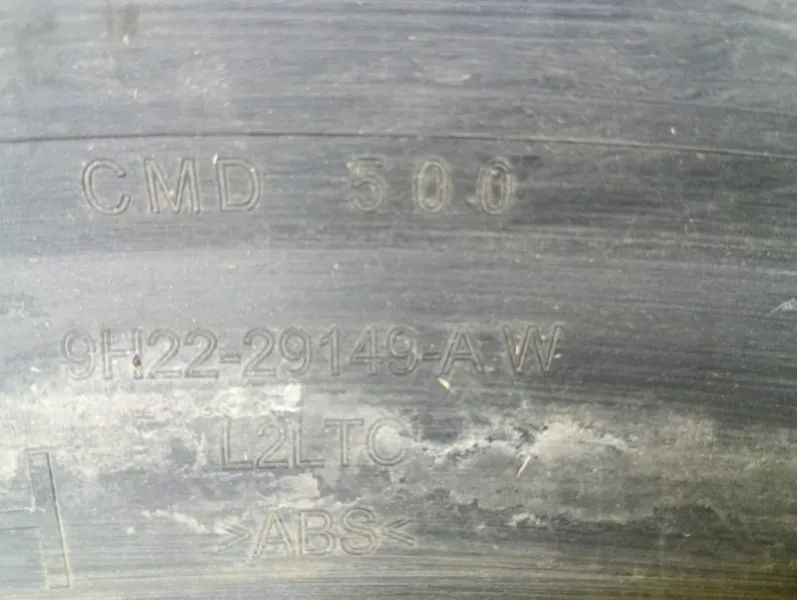 CMD 500
9H22-29149-A W
L2LTC
>ABS<